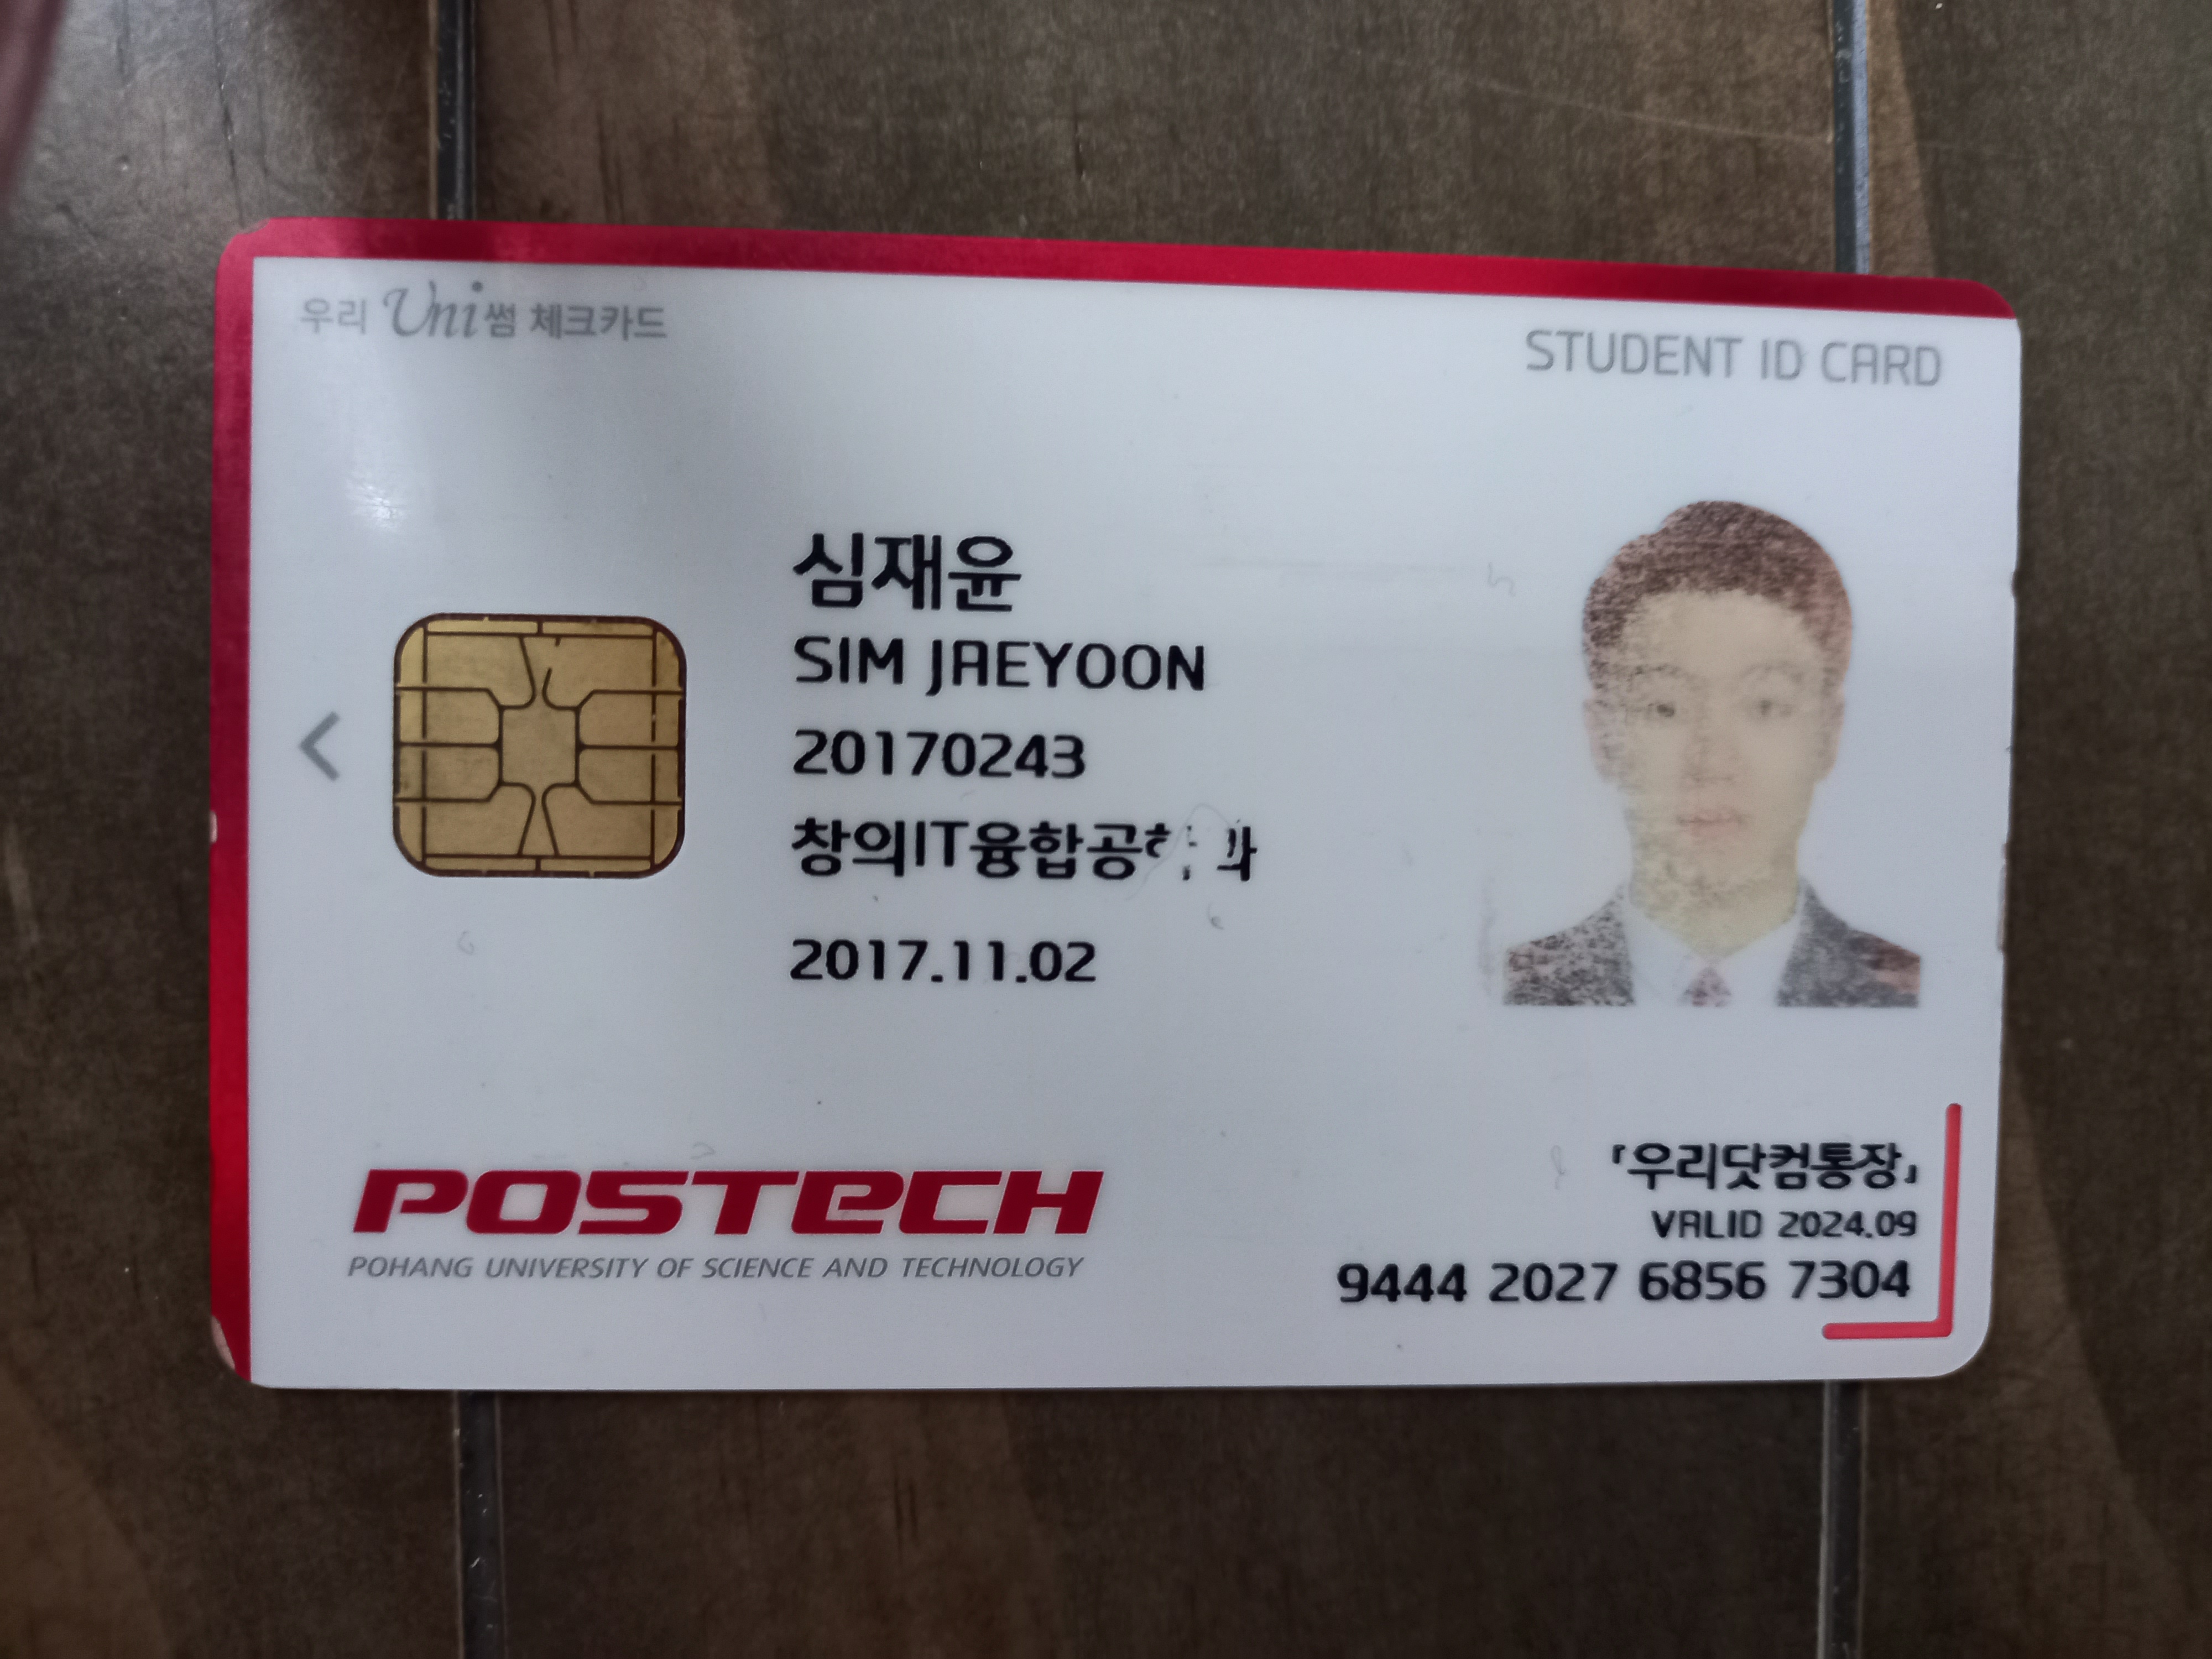 우리 Uni썸 체크카드
STUDENT ID CARD
심재윤
SIM JAEYOON
20170243
창의IT융합공학과
2017.11.02
POSTECH
POHANG UNIVERSITY OF SCIENCE AND TECHNOLOGY
「우리닷컴통장」
VALID 2024.09
9444 2027 6856 7304